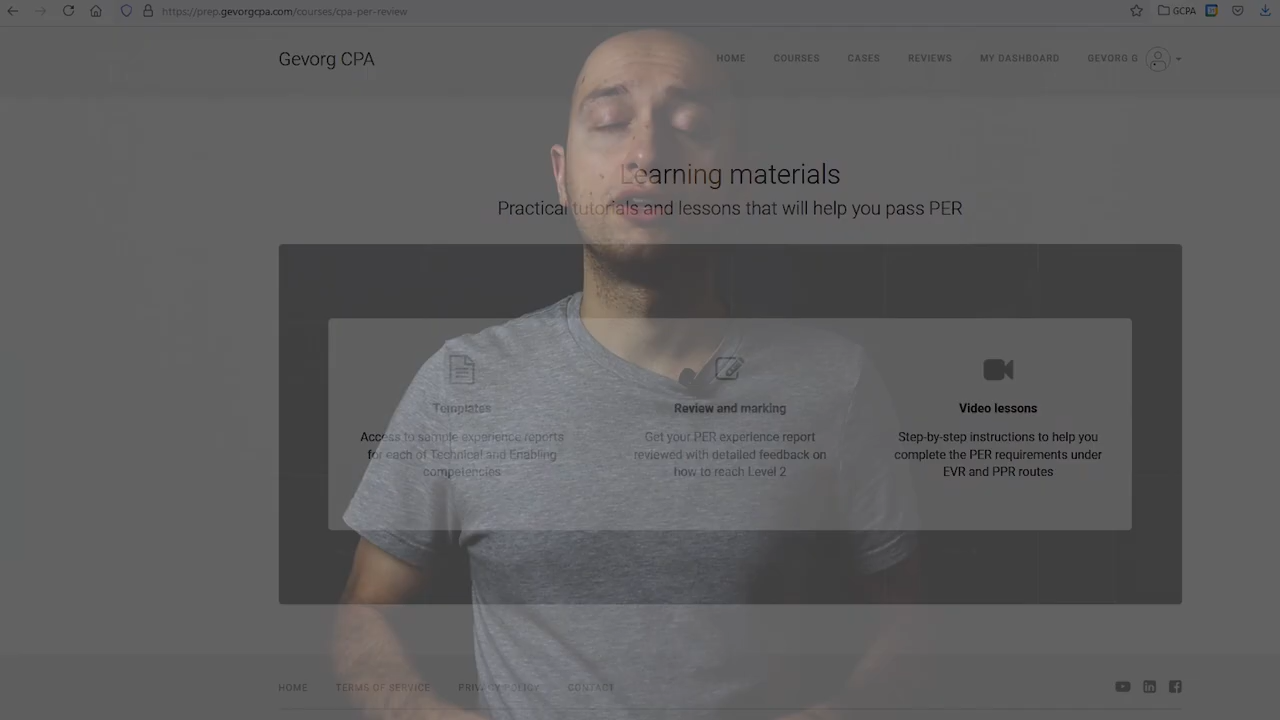 https://prep.gevorgcpa.com/courses/cpa-per-review
GCPA
Gevorg CPA
HOME COURSES CASES REVIEWS MY DASHBOARD GEVORG G
Learning materials
Practical tutorials and lessons that will help you pass PER
Templates
Access to sample experience reports
for each of Technical and Enabling
competencies
Review and marking
Get your PER experience report
reviewed with detailed feedback on
how to reach Level 2
Video lessons
Step-by-step instructions to help you
complete the PER requirements under
EVR and PPR routes
HOME TERMS OF SERVICE PRIVACY POLICY CONTACT